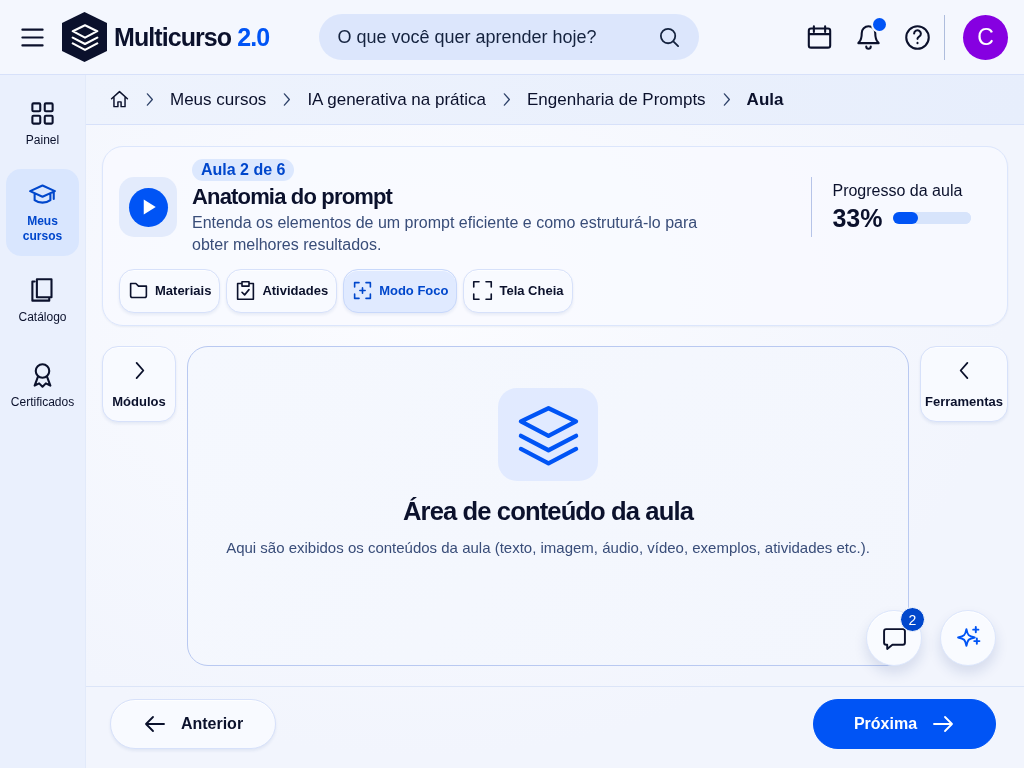 Multicurso 2.0
O que você quer aprender hoje?
C
Meus cursos
IA generativa na prática
Engenharia de Prompts
Aula
Painel
Meus
cursos
Catálogo
Certificados
Aula 2 de 6
Anatomia do prompt
Entenda os elementos de um prompt eficiente e como estruturá-lo para
obter melhores resultados.
Progresso da aula
33%
Materiais
Atividades
Modo Foco
Tela Cheia
Módulos
Ferramentas
Área de conteúdo da aula
Aqui são exibidos os conteúdos da aula (texto, imagem, áudio, vídeo, exemplos, atividades etc.).
2
Anterior
Próxima